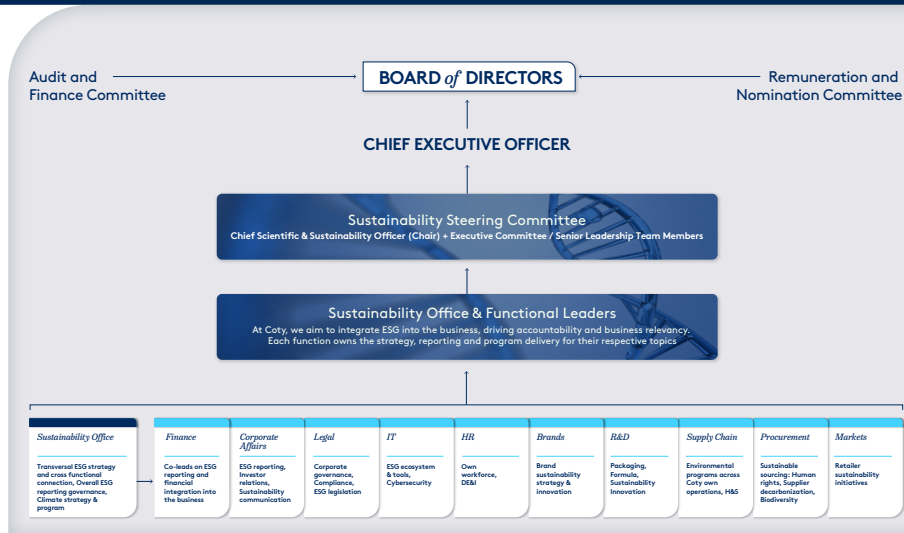 Audit and
Finance Committee
BOARD of DIRECTORS
Remuneration and
Nomination Committee
CHIEF EXECUTIVE OFFICER
Sustainability Steering Committee
Chief Scientific & Sustainability Officer (Chair) + Executive Committee / Senior Leadership Team Members
Sustainability Office & Functional Leaders
At Coty, we aim to integrate ESG into the business, driving accountability and business relevancy.
Each function owns the strategy, reporting and program delivery for their respective topics
Sustainability Office
Transversal ESG strategy
and cross functional
connection, Overall ESG
reporting governance,
Climate strategy &
program
Finance
Co-leads on ESG
reporting and
financial
integration into
the business
Corporate
Affairs
ESG reporting,
Investor
relations,
Sustainability
communication
Legal
Corporate
governance,
Compliance,
ESG legislation
IT
ESG ecosystem
& tools,
Cybersecurity
HR
Own
workforce,
DE&I
Brands
Brand
sustainability
strategy &
innovation
R&D
Packaging,
Formula,
Sustainability
Innovation
Supply Chain
Environmental
programs across
Coty own
operations, H&S
Procurement
Sustainable
sourcing: Human
rights, Supplier
decarbonization,
Biodiversity
Markets
Retailer
sustainability
initiatives